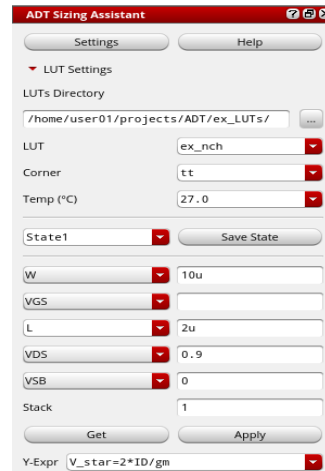 ADT Sizing Assistant
Settings Help
LUT Settings
LUTs Directory
/home/user01/projects/ADT/ex_LUTs/ ...
LUT ex_nch
Corner tt
Temp (°C) 27.0
State1 Save State
W 10u
VGS
L 2u
VDS 0.9
VSB 0
Stack 1
Get Apply
Y-Expr V_star=2*ID/gm